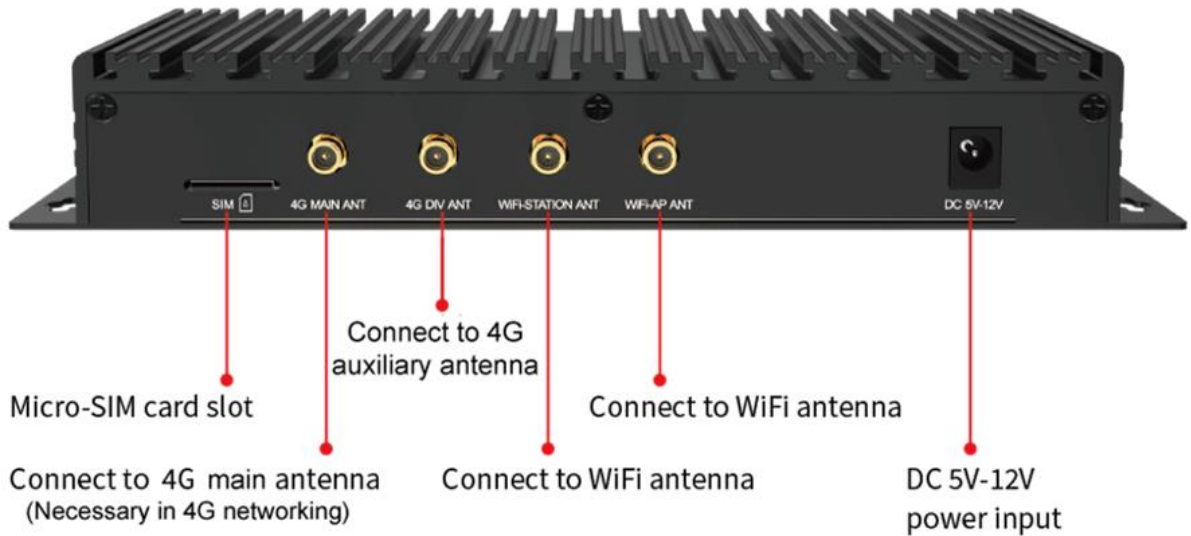 SIM
4G MAIN ANT
4G DIV ANT
WiFi-STATION ANT
WiFi-AP ANT
DC 5V-12V
Connect to 4G
auxiliary antenna
Micro-SIM card slot
Connect to WiFi antenna
Connect to 4G main antenna
(Necessary in 4G networking)
Connect to WiFi antenna
DC 5V-12V
power input